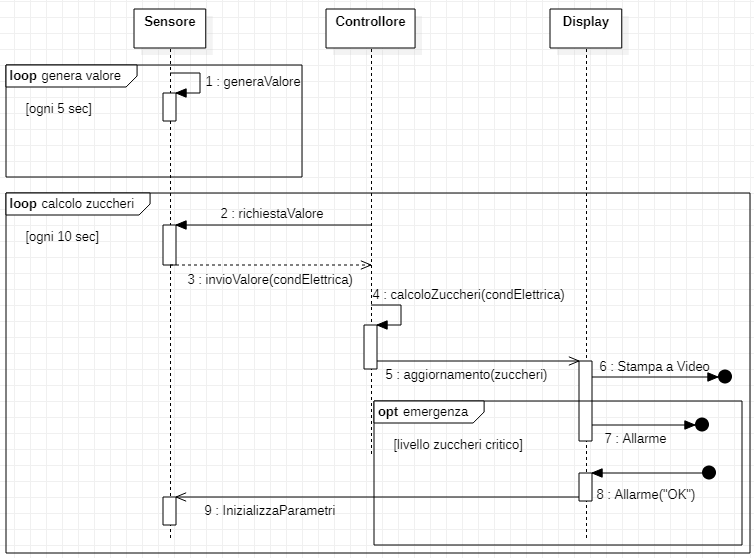 Sensore
Controllore
Display
loop genera valore
1 : generaValore
[ogni 5 sec]
loop calcolo zuccheri
2 : richiestaValore
[ogni 10 sec]
3 : invioValore(condElettrica)
4 : calcoloZuccheri(condElettrica)
5 : aggiornamento(zuccheri)
6 : Stampa a Video
opt emergenza
[livello zuccheri critico]
7 : Allarme
8 : Allarme("OK")
9 : InizializzaParametri